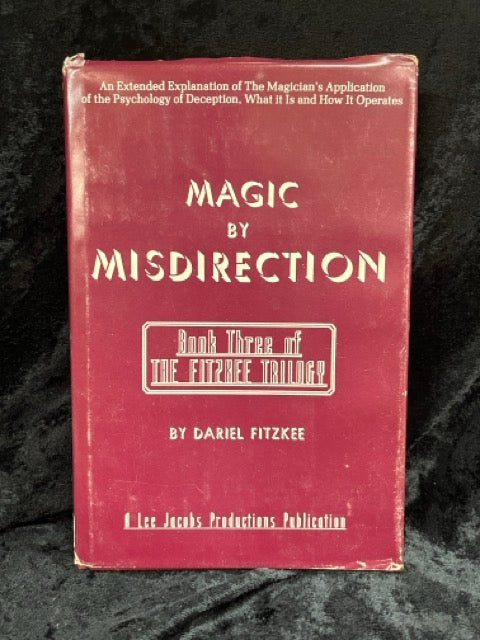 An Extended Explanation of The Magician's Application
of the Psychology of Deception, What it Is and How It Operates
MAGIC
BY
MISDIRECTION
Book Three of
THE FITZKEE TRILOGY
BY DARIEL FITZKEE
A Lee Jacobs Productions Publication